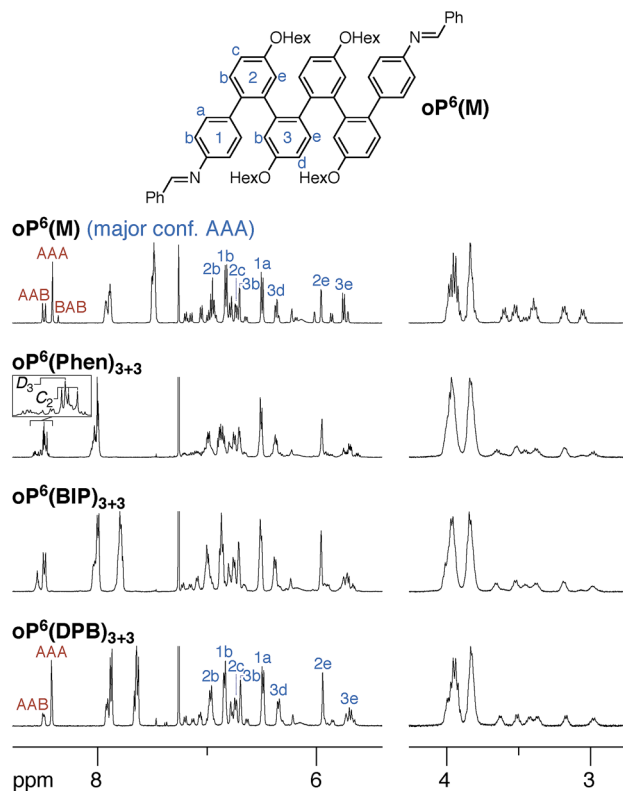 Ph
N
OHex
OHex
c
b
2
e
a
N
oP⁶(M)
b
1
b
3
e
d
N
Ph
HexO
HexO
oP⁶(M) (major conf. AAA)
AAA
AAB
BAB
1b
2b
2c
3b
1a
3d
2e
3e
oP⁶(Phen)₃₊₃
D₃
C₂
oP⁶(BIP)₃₊₃
oP⁶(DPB)₃₊₃
AAA
AAB
1b
2b
2c
3b
1a
3d
2e
3e
ppm 8 6 4 3